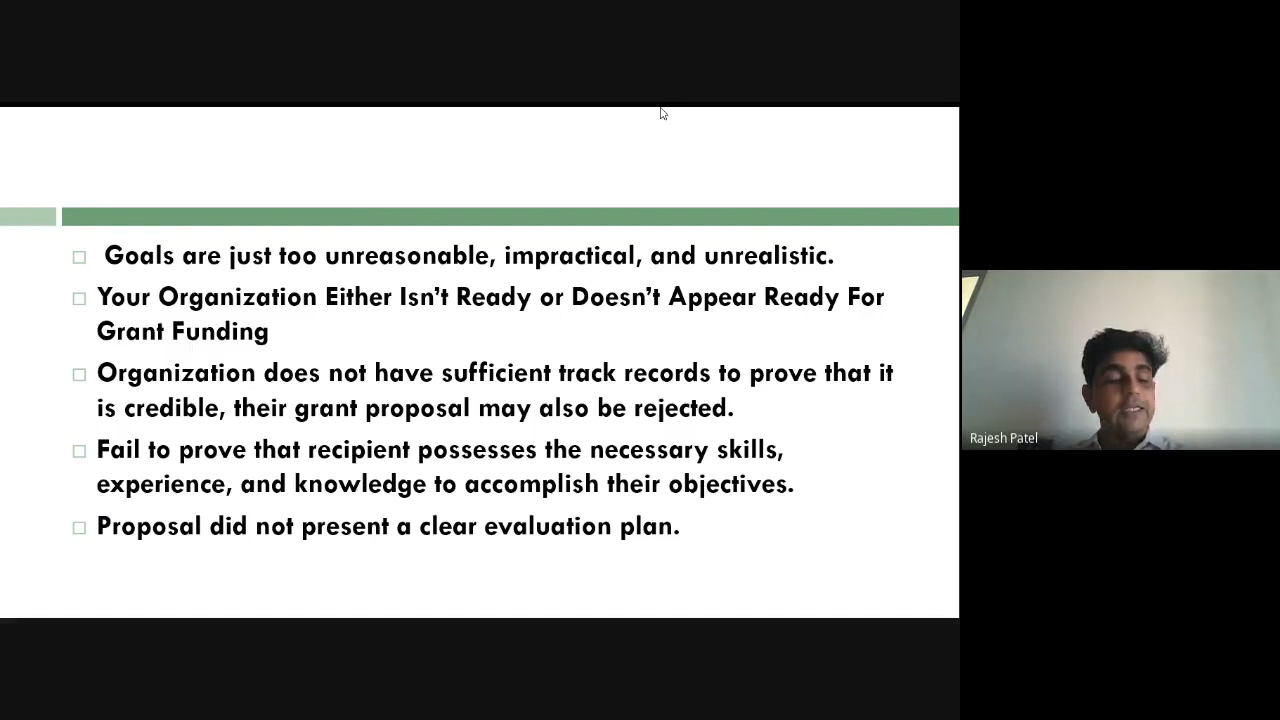 Goals are just too unreasonable, impractical, and unrealistic.
Your Organization Either Isn't Ready or Doesn't Appear Ready For
Grant Funding
Organization does not have sufficient track records to prove that it
is credible, their grant proposal may also be rejected.
Fail to prove that recipient possesses the necessary skills,
experience, and knowledge to accomplish their objectives.
Proposal did not present a clear evaluation plan.
Rajesh Patel